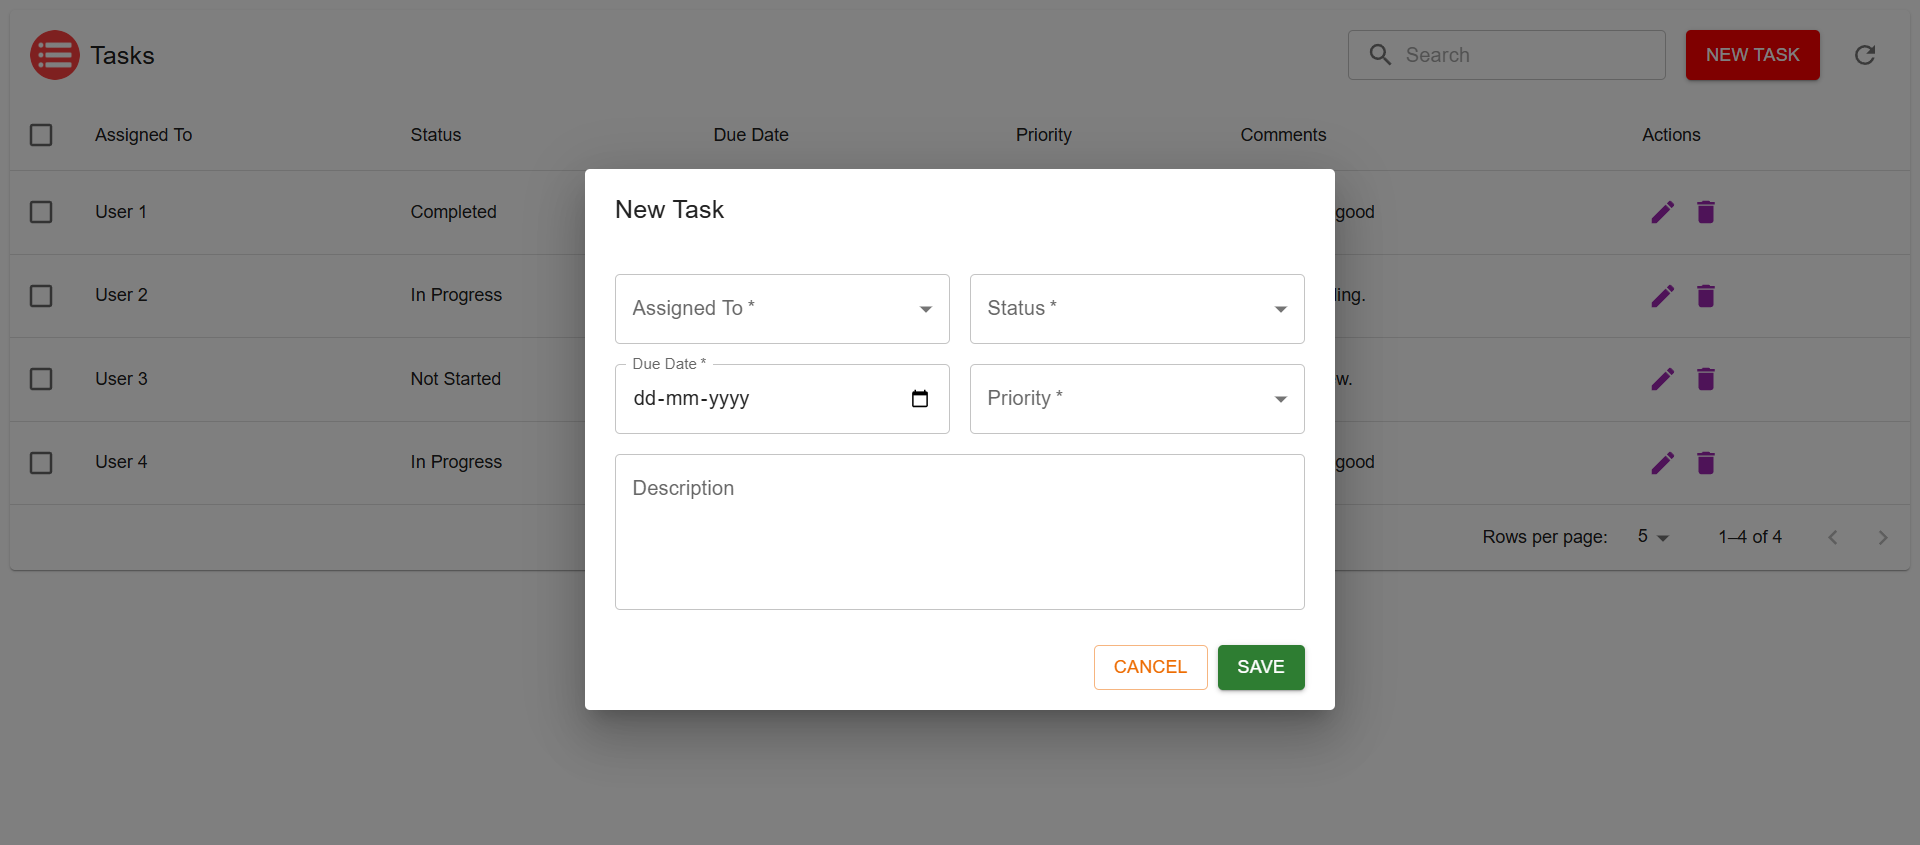 Tasks
Search
NEW TASK
Assigned To Status Due Date Priority Comments Actions
User 1 Completed good
User 2 In Progress
User 3 Not Started
User 4 In Progress good
Rows per page: 5 1–4 of 4
New Task
Assigned To * Status *
Due Date *
dd-mm-yyyy Priority *
Description
CANCEL SAVE